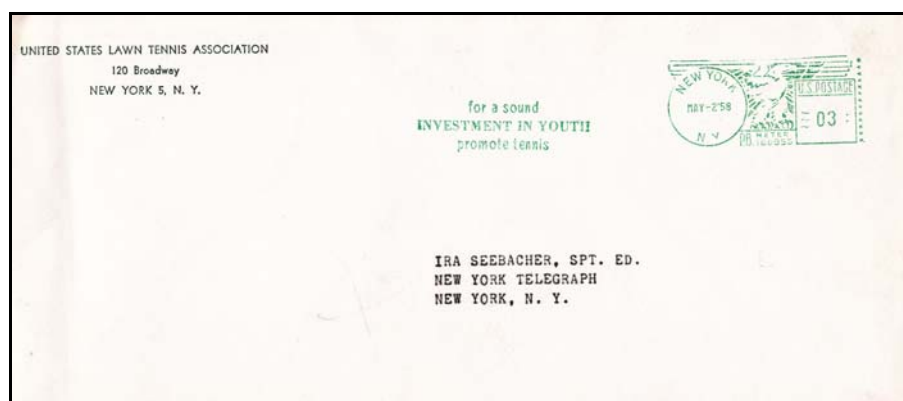 UNITED STATES LAWN TENNIS ASSOCIATION
120 Broadway
NEW YORK 5, N. Y.
for a sound
INVESTMENT IN YOUTH
promote tennis
NEW YORK
MAY-2'58
N Y
U.S. POSTAGE
03
P.B. METER
IRA SEEBACHER, SPT. ED.
NEW YORK TELEGRAPH
NEW YORK, N. Y.